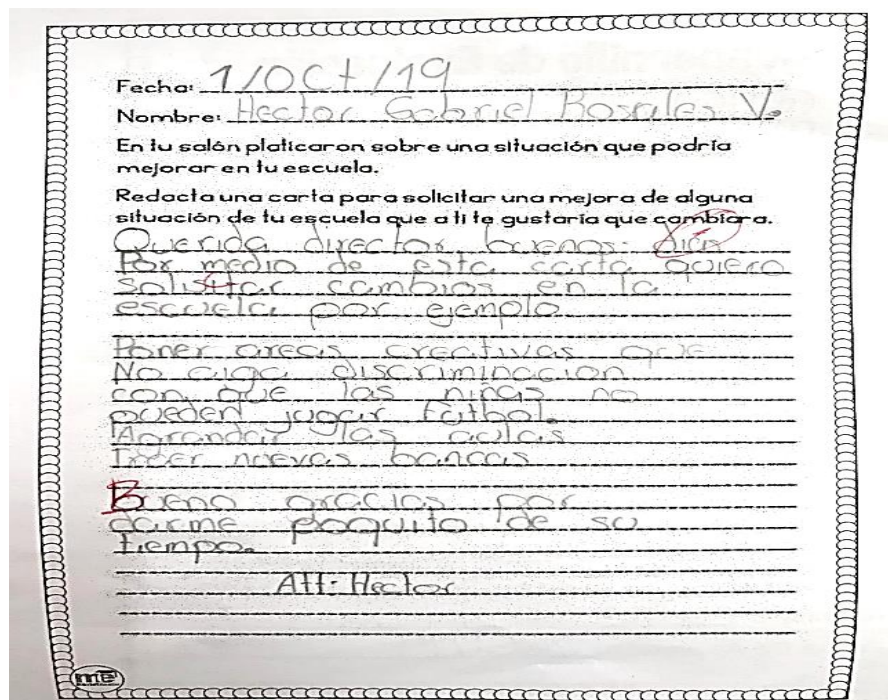 Fecha: 1/Oct/19
Nombre: Hector Gabriel Rosales V.
En tu salón platicaron sobre una situación que podría
mejorar en tu escuela.
Redacta una carta para solicitar una mejora de alguna
situación de tu escuela que a ti te gustaría que cambiara.
Querida director buenos dias
Por medio de esta carta quiero
solisitar cambios en la
escuela por ejemplo
Poner areas creativas que
No aiga discriminacion
con que las niñas no
pueden jugar futbol.
Agrandar las aulas
Traer nuevas bancas
Bueno gracias por
darme poquito de su
tiempo.
Att: Hector
me